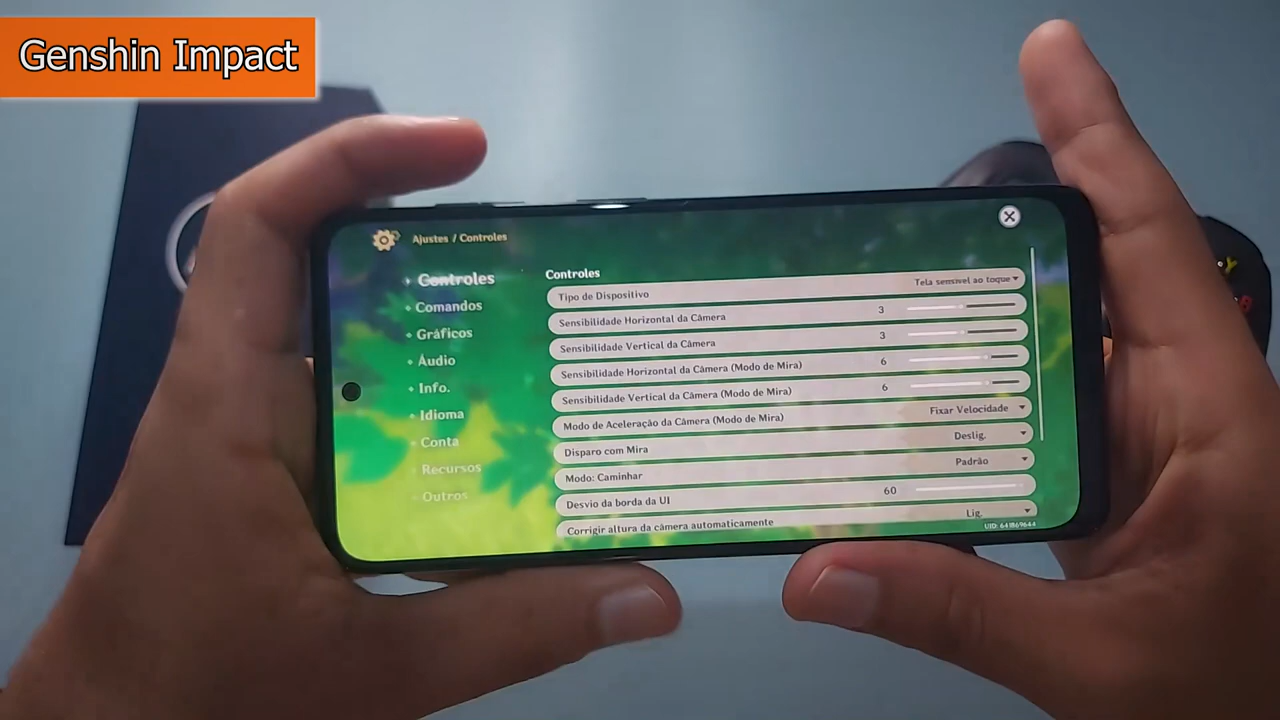 Genshin Impact
Ajustes / Controles
Controles
Comandos
Gráficos
Áudio
Info.
Idioma
Conta
Recursos
Outros
Controles
Tipo de Dispositivo Tela sensível ao toque
Sensibilidade Horizontal da Câmera 3
Sensibilidade Vertical da Câmera 3
Sensibilidade Horizontal da Câmera (Modo de Mira) 6
Sensibilidade Vertical da Câmera (Modo de Mira) 6
Modo de Aceleração da Câmera (Modo de Mira) Fixar Velocidade
Disparo com Mira Deslig.
Modo: Caminhar Padrão
Desvio da borda da UI 60
Corrigir altura da câmera automaticamente Lig.
UID: 641869644
Y
B